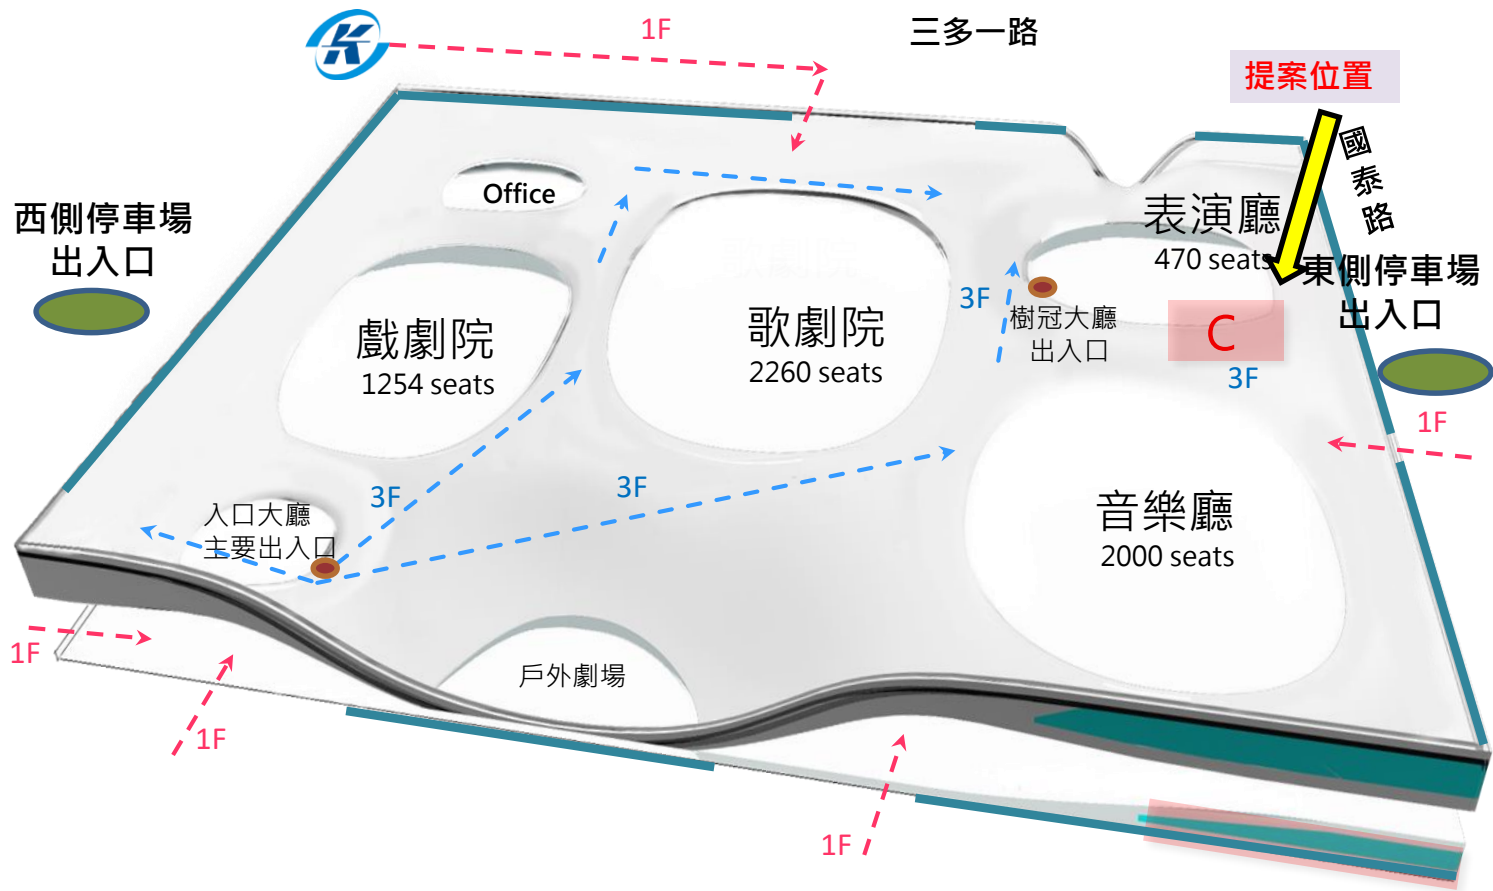 K
1F
三多一路
提案位置
國泰路
Office
西側停車場
出入口
表演廳
470 seats
東側停車場
出入口
歌劇院
戲劇院
1254 seats
歌劇院
2260 seats
3F
樹冠大廳
出入口
C
3F
1F
3F
3F
入口大廳
主要出入口
音樂廳
2000 seats
1F
戶外劇場
1F
1F